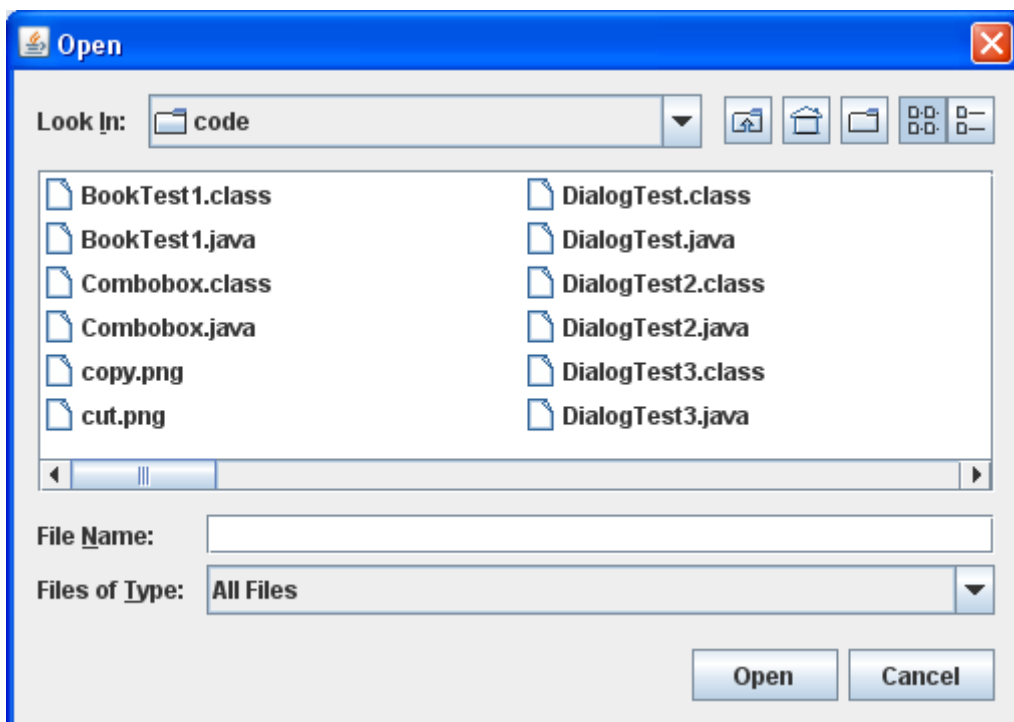 Open
Look In: code
BookTest1.class
BookTest1.java
Combobox.class
Combobox.java
copy.png
cut.png
DialogTest.class
DialogTest.java
DialogTest2.class
DialogTest2.java
DialogTest3.class
DialogTest3.java
File Name:
Files of Type: All Files
Open Cancel